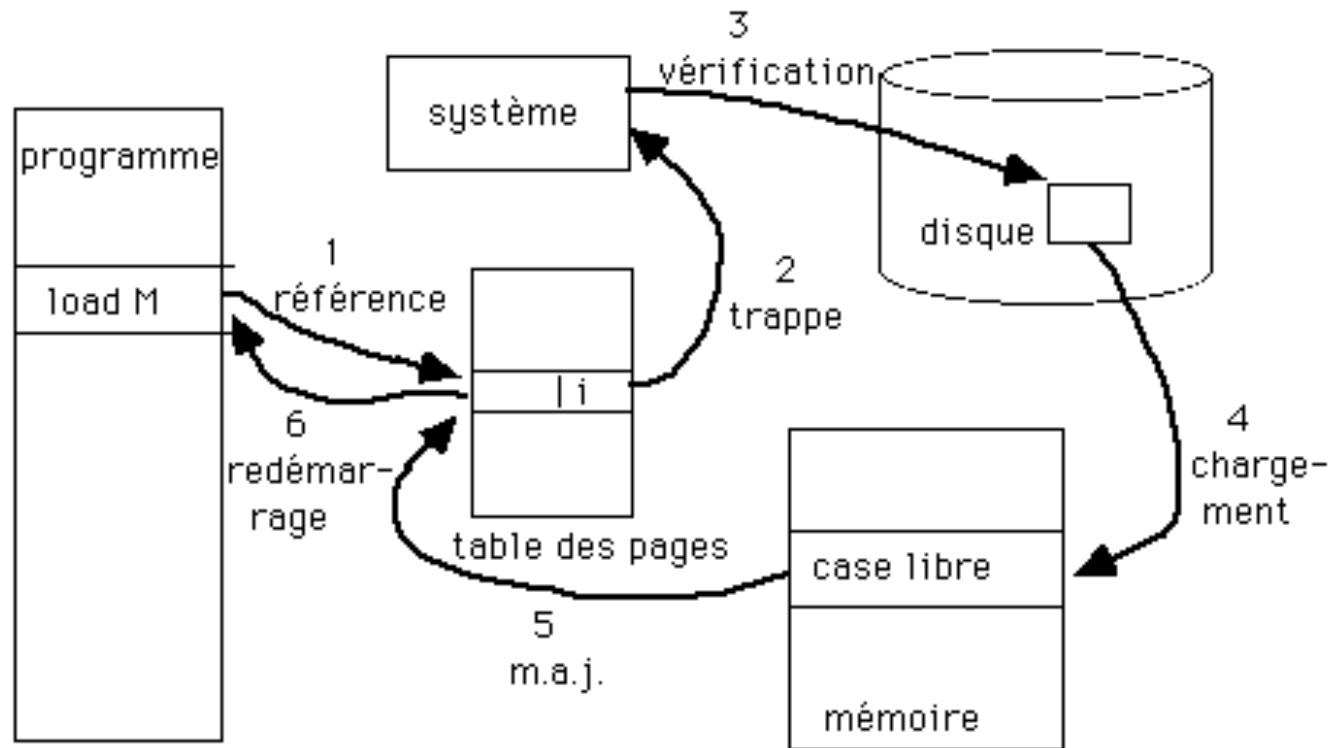 3
vérification
système
programme
disque
1
référence
load M
2
trappe
| i
6
redémar-
rage
4
charge-
ment
table des pages
case libre
5
m.a.j.
mémoire